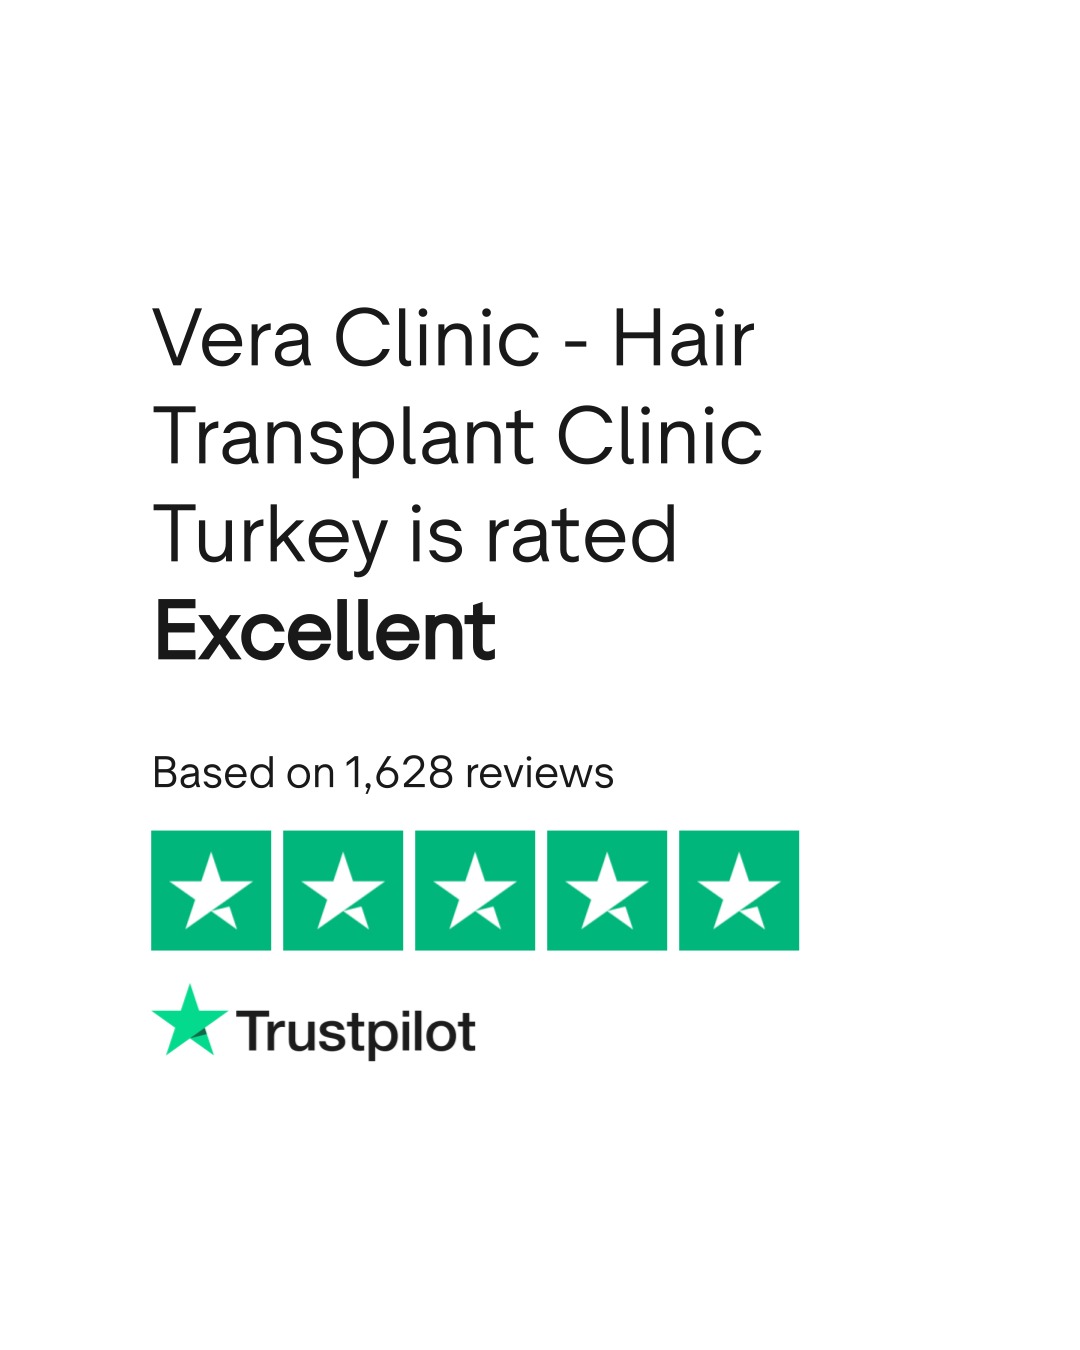 Vera Clinic - Hair
Transplant Clinic
Turkey is rated
Excellent
Based on 1,628 reviews
Trustpilot